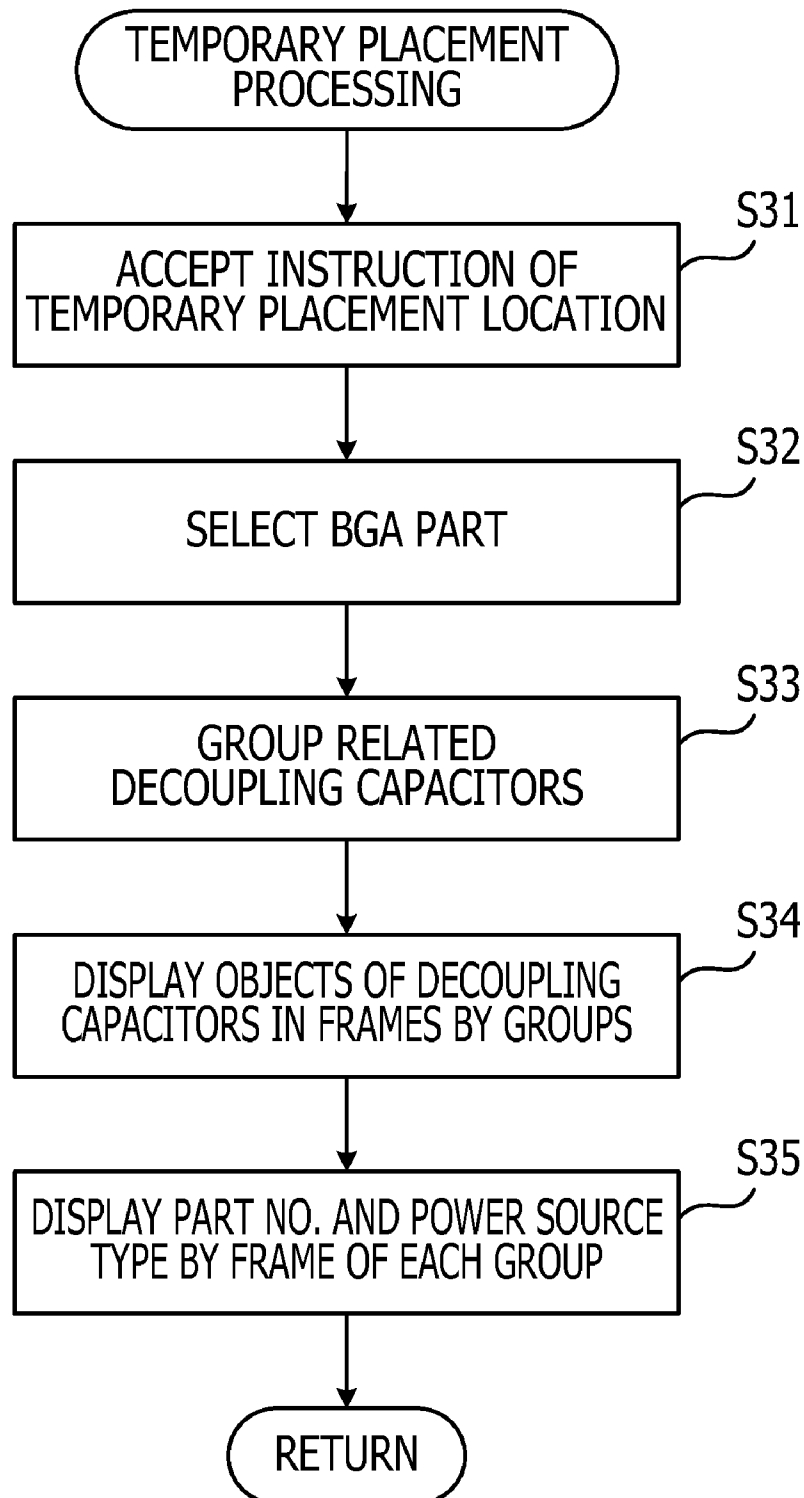 TEMPORARY PLACEMENT
PROCESSING
S31
ACCEPT INSTRUCTION OF
TEMPORARY PLACEMENT LOCATION
S32
SELECT BGA PART
S33
GROUP RELATED
DECOUPLING CAPACITORS
S34
DISPLAY OBJECTS OF DECOUPLING
CAPACITORS IN FRAMES BY GROUPS
S35
DISPLAY PART NO. AND POWER SOURCE
TYPE BY FRAME OF EACH GROUP
RETURN